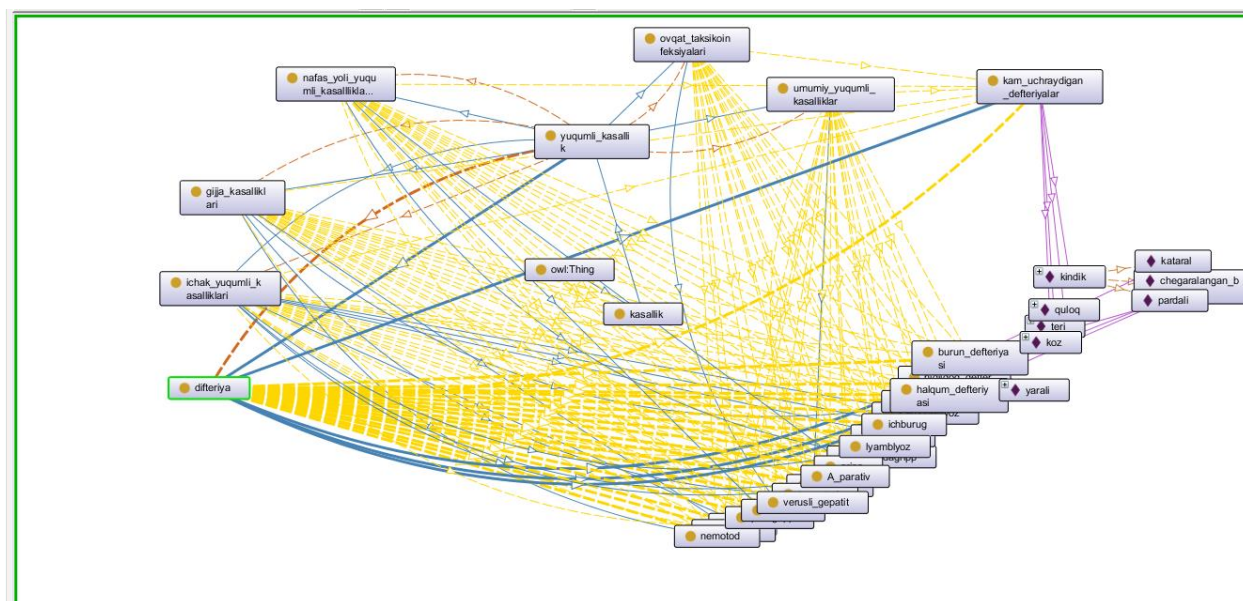 ovqat_taksikoin
feksiyalari
nafas_yoli_yuqu
mli_kasalllikla...
umumiy_yuqumli_
kasalliklar
kam_uchraydigan
_defteriyalar
yuqumli_kasalli
k
gijja_kasallikl
ari
owl:Thing
ichak_yuqumli_k
asalliklari
kasallik
kataral
kindik
chegaralangan_b
pardali
quloq
teri
koz
burun_defteriya
si
difteriya
halqum_defteriy
asi
yarali
ichburug
lyamblyoz
A_parativ
verusli_gepatit
nemotod